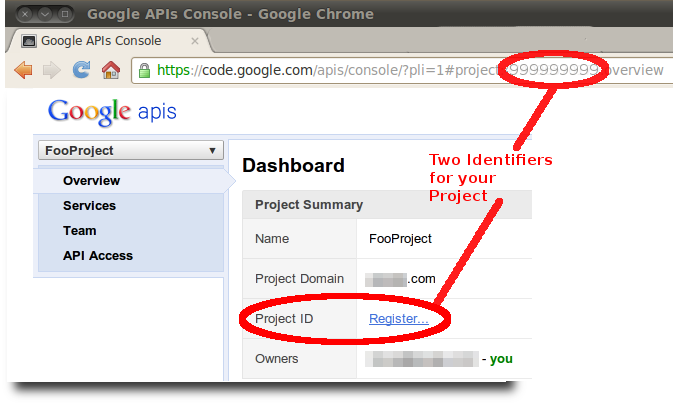 Google APIs Console - Google Chrome
Google APIs Console
https://code.google.com/apis/console/?pli=1#project:999999999:overview
Google apis
FooProject
Overview
Services
Team
API Access
Dashboard
Project Summary
Name FooProject
Project Domain .com
Project ID Register...
Owners - you
Two Identifiers
for your
Project